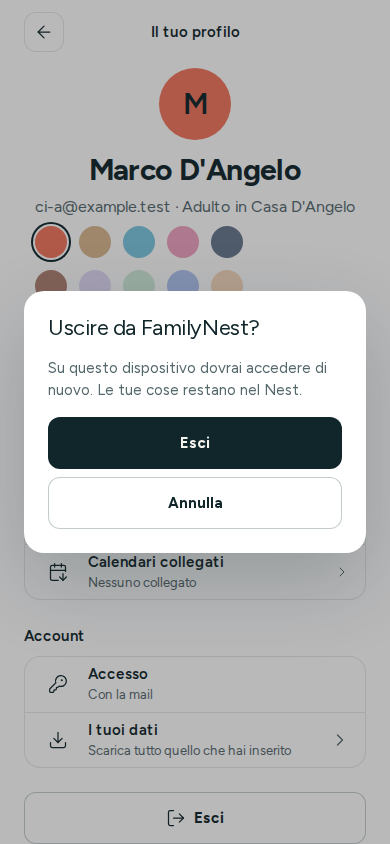 Il tuo profilo
M
Marco D'Angelo
ci-a@example.test · Adulto in Casa D'Angelo
Uscire da FamilyNest?
Su questo dispositivo dovrai accedere di
nuovo. Le tue cose restano nel Nest.
Esci
Annulla
Calendari collegati
Nessuno collegato
Account
Accesso
Con la mail
I tuoi dati
Scarica tutto quello che hai inserito
Esci